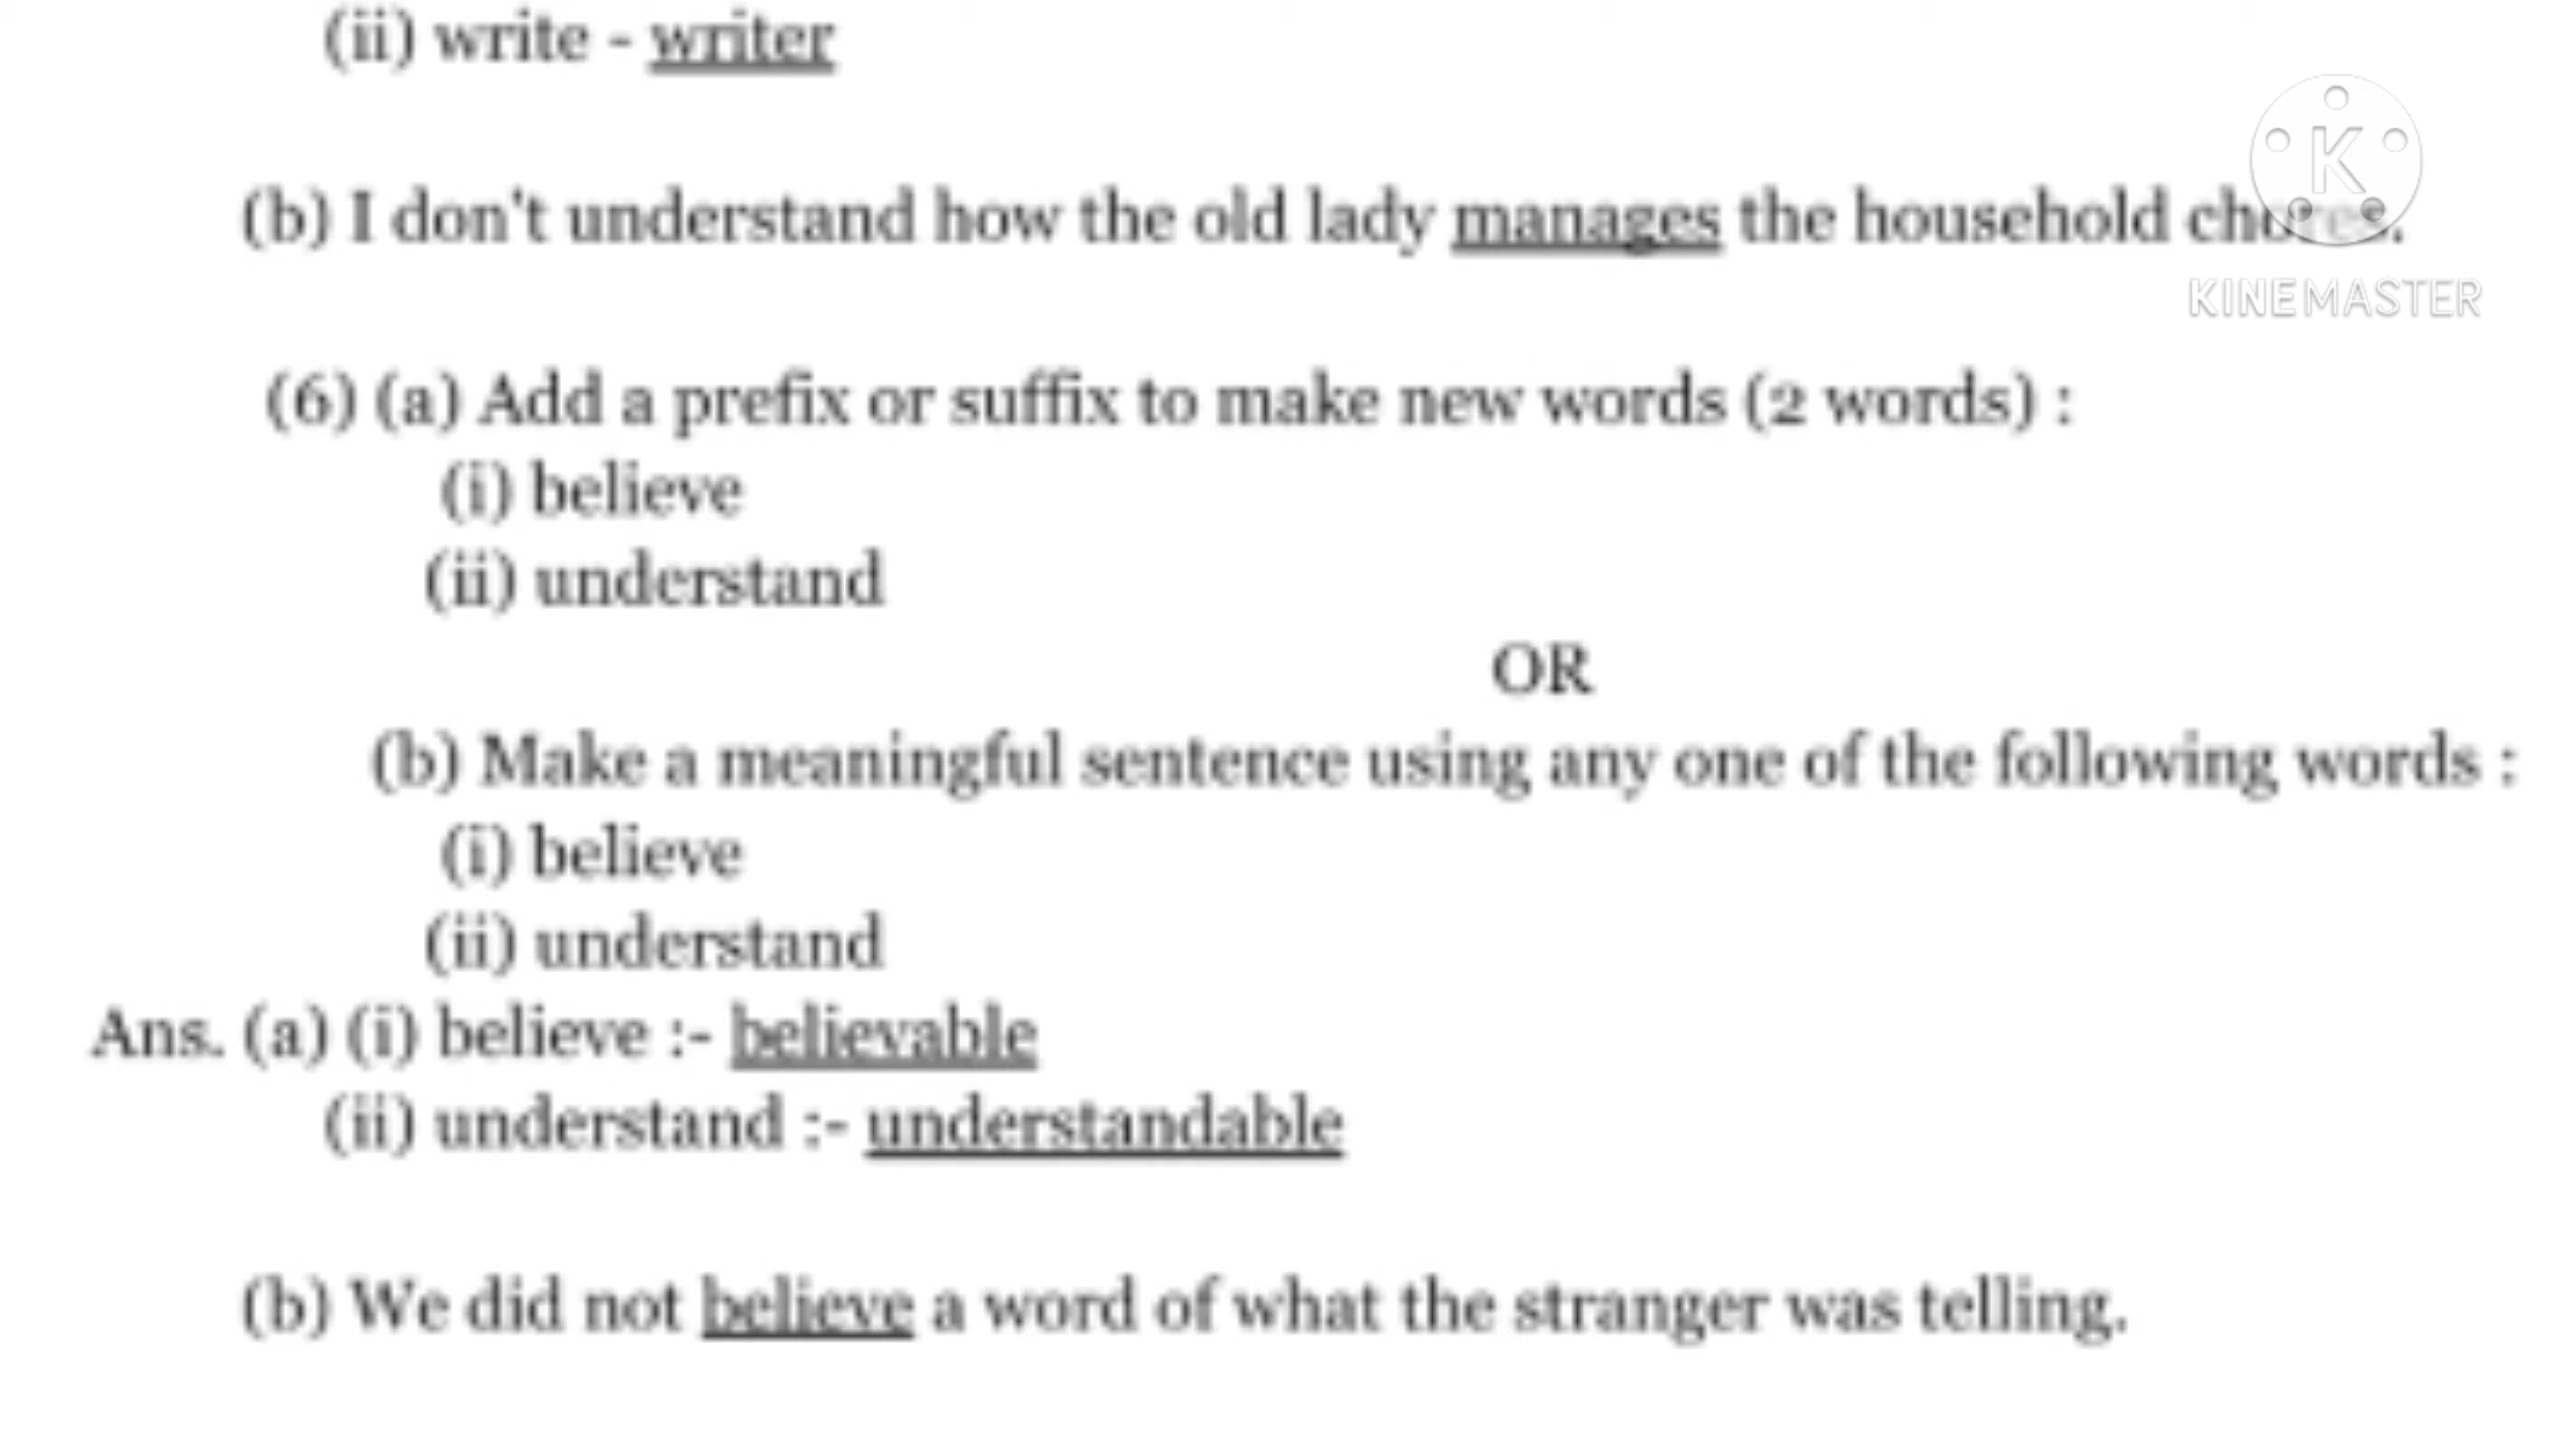 (ii) write - writer
(b) I don't understand how the old lady manages the household chores.
KINEMASTER
(6) (a) Add a prefix or suffix to make new words (2 words) :
(i) believe
(ii) understand
OR
(b) Make a meaningful sentence using any one of the following words :
(i) believe
(ii) understand
Ans. (a) (i) believe :- believable
(ii) understand :- understandable
(b) We did not believe a word of what the stranger was telling.